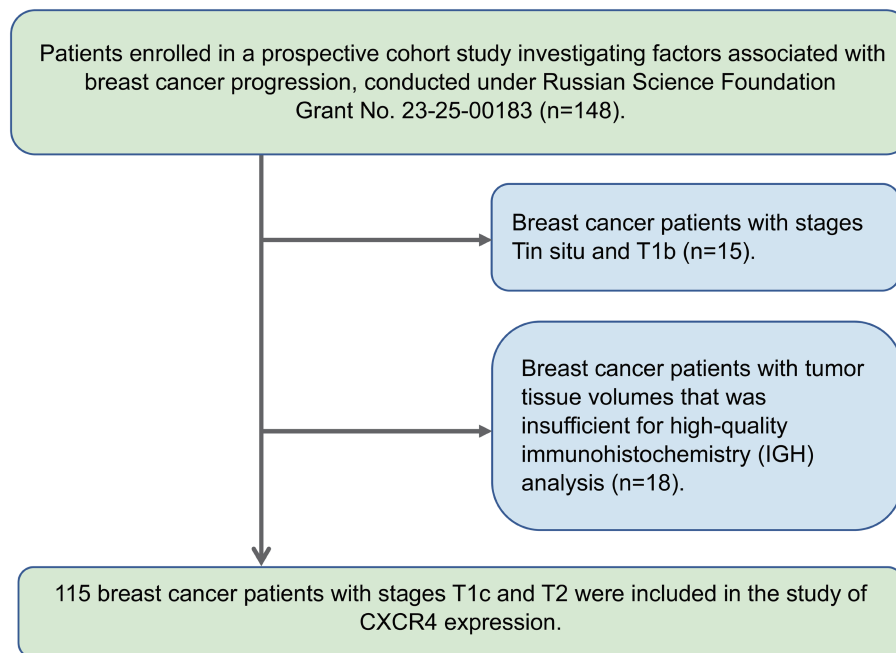 Patients enrolled in a prospective cohort study investigating factors associated with
breast cancer progression, conducted under Russian Science Foundation
Grant No. 23-25-00183 (n=148).
Breast cancer patients with stages
Tin situ and T1b (n=15).
Breast cancer patients with tumor
tissue volumes that was
insufficient for high-quality
immunohistochemistry (IGH)
analysis (n=18).
115 breast cancer patients with stages T1c and T2 were included in the study of
CXCR4 expression.